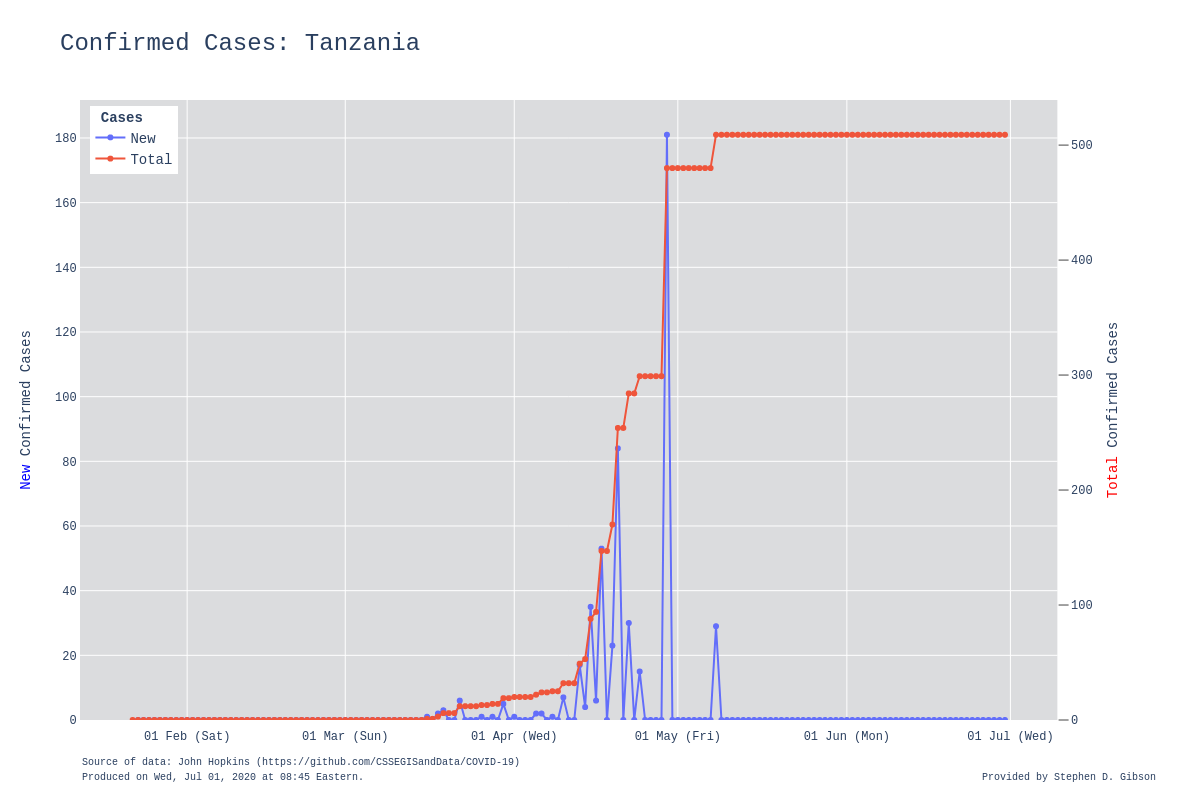 Confirmed Cases: Tanzania
Cases
New
Total
180
160
140
120
100
80
60
40
20
0
500
400
300
200
100
0
New Confirmed Cases
Total Confirmed Cases
01 Feb (Sat)
01 Mar (Sun)
01 Apr (Wed)
01 May (Fri)
01 Jun (Mon)
01 Jul (Wed)
Source of data: John Hopkins (https://github.com/CSSEGISandData/COVID-19)
Produced on Wed, Jul 01, 2020 at 08:45 Eastern.
Provided by Stephen D. Gibson